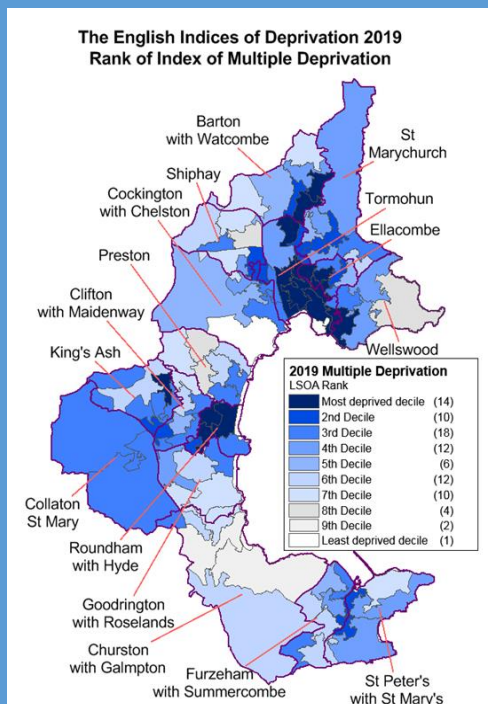 The English Indices of Deprivation 2019
Rank of Index of Multiple Deprivation
Barton
with Watcombe
St
Marychurch
Shiphay
Tormohun
Cockington
with Chelston
Ellacombe
Preston
Clifton
with Maidenway
King's Ash
Wellswood
2019 Multiple Deprivation
LSOA Rank
Most deprived decile (14)
2nd Decile (10)
3rd Decile (18)
4th Decile (12)
5th Decile (6)
6th Decile (12)
7th Decile (10)
8th Decile (4)
9th Decile (2)
Least deprived decile (1)
Collaton
St Mary
Roundham
with Hyde
Goodrington
with Roselands
Churston
with Galmpton
Furzeham
with Summercombe
St Peter's
with St Mary's